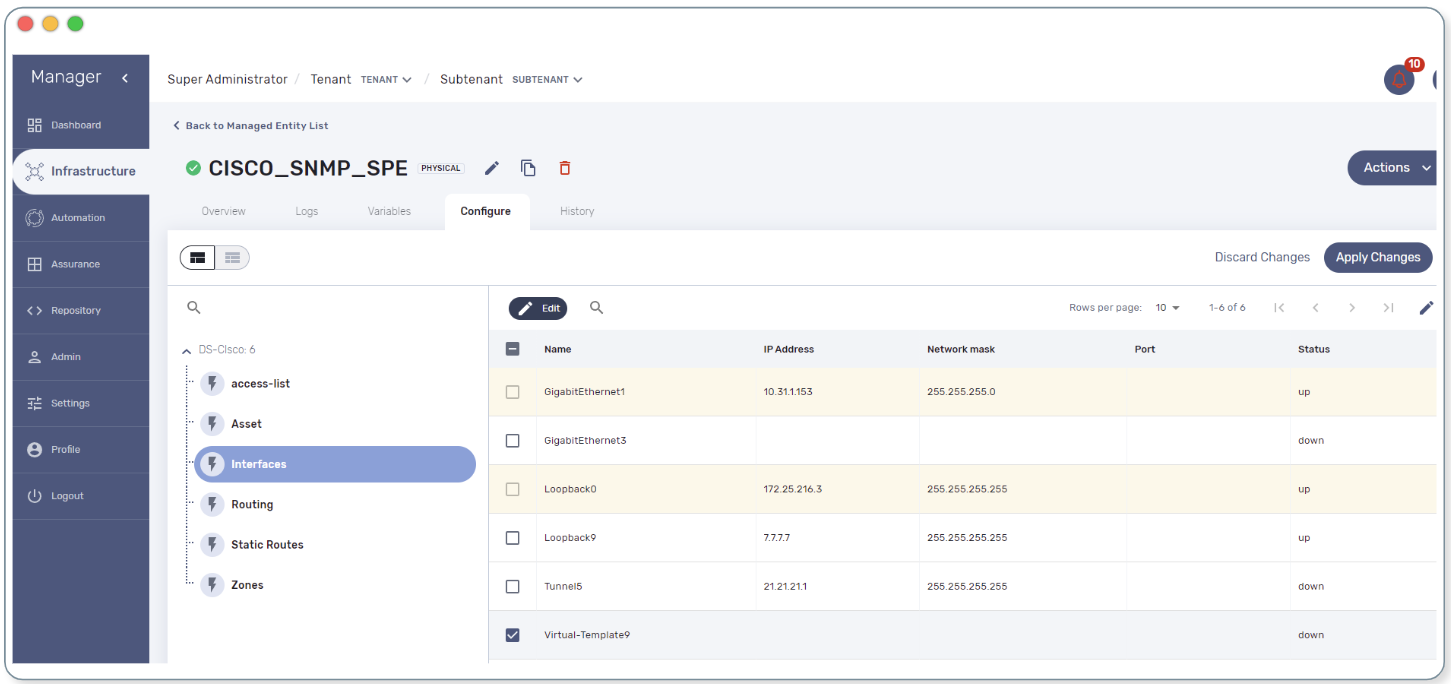 Manager
Super Administrator / Tenant TENANT / Subtenant SUBTENANT
10
Dashboard
Infrastructure
Automation
Assurance
Repository
Admin
Settings
Profile
Logout
Back to Managed Entity List
CISCO_SNMP_SPE PHYSICAL
Actions
Overview Logs Variables Configure History
Discard Changes Apply Changes
DS-Cisco: 6
access-list
Asset
Interfaces
Routing
Static Routes
Zones
Edit Rows per page: 10 1-6 of 6
Name IP Address Network mask Port Status
GigabitEthernet1 10.31.1.153 255.255.255.0 up
GigabitEthernet3 down
Loopback0 172.25.216.3 255.255.255.255 up
Loopback9 7.7.7.7 255.255.255.255 up
Tunnel5 21.21.21.1 255.255.255.255 down
Virtual-Template9 down